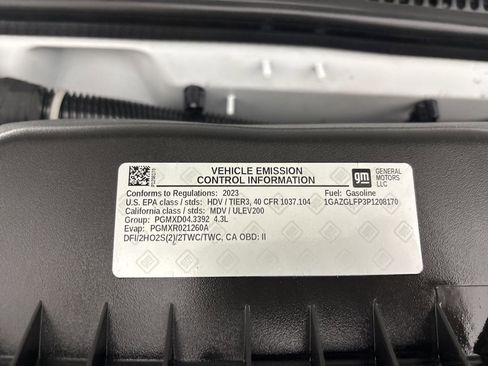 VEHICLE EMISSION
CONTROL INFORMATION
gm GENERAL
MOTORS
LLC
Conforms to Regulations: 2023 Fuel: Gasoline
U.S. EPA class / stds: HDV / TIER3, 40 CFR 1037.104 1GAZGLFP3P1208170
California class / stds: MDV / ULEV200
Group: PGMXD04.3392 4.3L
Evap: PGMXR021260A
DFI/2HO2S(2)/2TWC/TWC, CA OBD: II